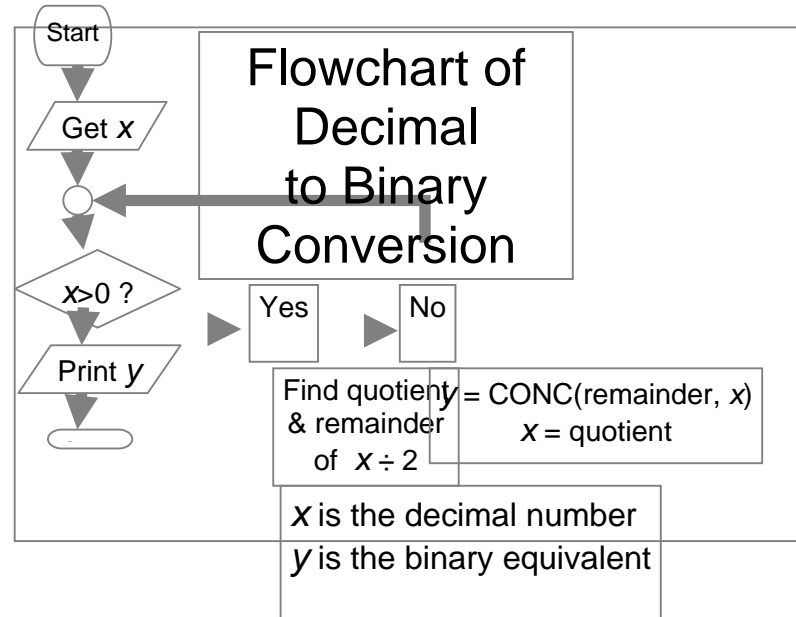 Start
Flowchart of
Decimal
to Binary
Conversion
Get x
x>0 ?
Yes
No
Print y
Find quotient
& remainder
of x ÷ 2
y = CONC(remainder, x)
x = quotient
x is the decimal number
y is the binary equivalent